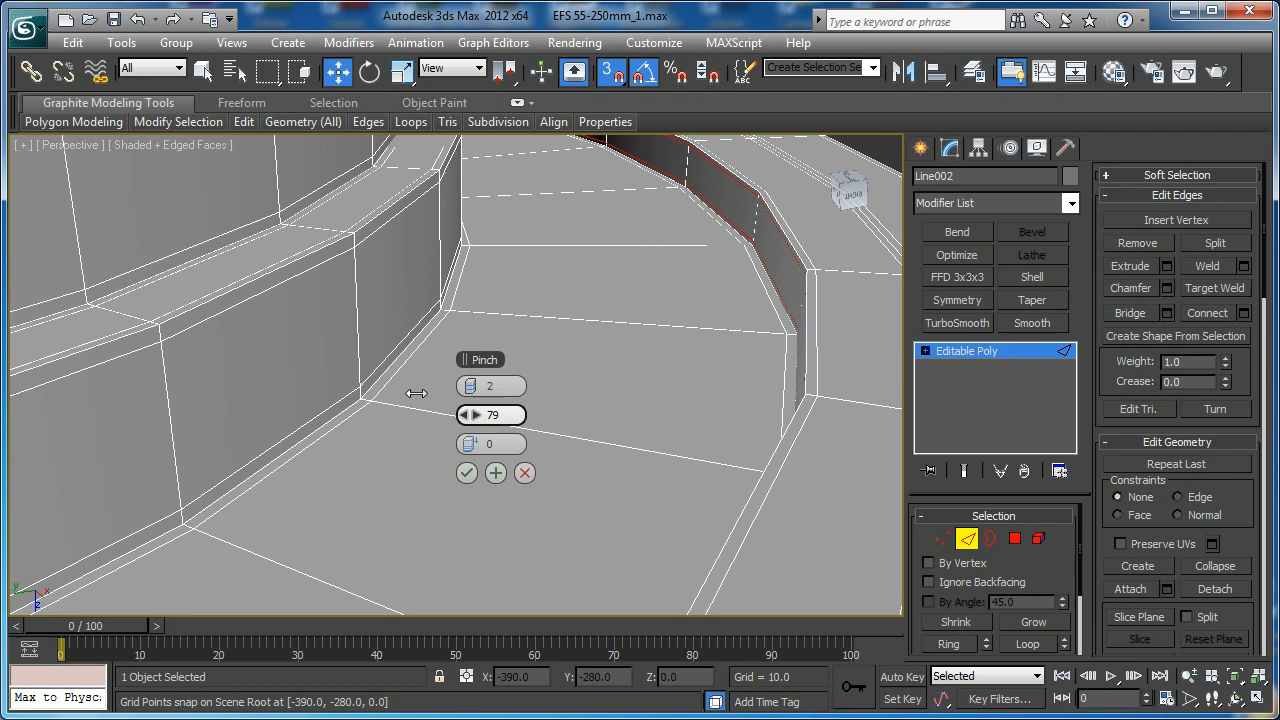 Autodesk 3ds Max 2012 x64 EFS 55-250mm_1.max
Type a keyword or phrase
Edit Tools Group Views Create Modifiers Animation Graph Editors Rendering Customize MAXScript Help
All View 3 Create Selection Se
Graphite Modeling Tools Freeform Selection Object Paint
Polygon Modeling Modify Selection Edit Geometry (All) Edges Loops Tris Subdivision Align Properties
[ + ] [ Perspective ] [ Shaded + Edged Faces ]
RIGHT
Pinch
2
79
0
Line002
Modifier List
Bend Bevel
Optimize Lathe
FFD 3x3x3 Shell
Symmetry Taper
TurboSmooth Smooth
Editable Poly
Selection
By Vertex
Ignore Backfacing
By Angle: 45.0
Shrink Grow
Ring Loop
Soft Selection
Edit Edges
Insert Vertex
Remove Split
Extrude Weld
Chamfer Target Weld
Bridge Connect
Create Shape From Selection
Weight: 1.0
Crease: 0.0
Edit Tri. Turn
Edit Geometry
Repeat Last
Constraints
None Edge
Face Normal
Preserve UVs
Create Collapse
Attach Detach
Slice Plane Split
Slice Reset Plane
0 / 100
0 10 20 30 40 50 60 70 80 90 100
1 Object Selected X: -390.0 Y: -280.0 Z: 0.0 Grid = 10.0 Auto Key Selected
Max to Physca Grid Points snap on Scene Root at [-390.0, -280.0, 0.0] Add Time Tag Set Key Key Filters... 0